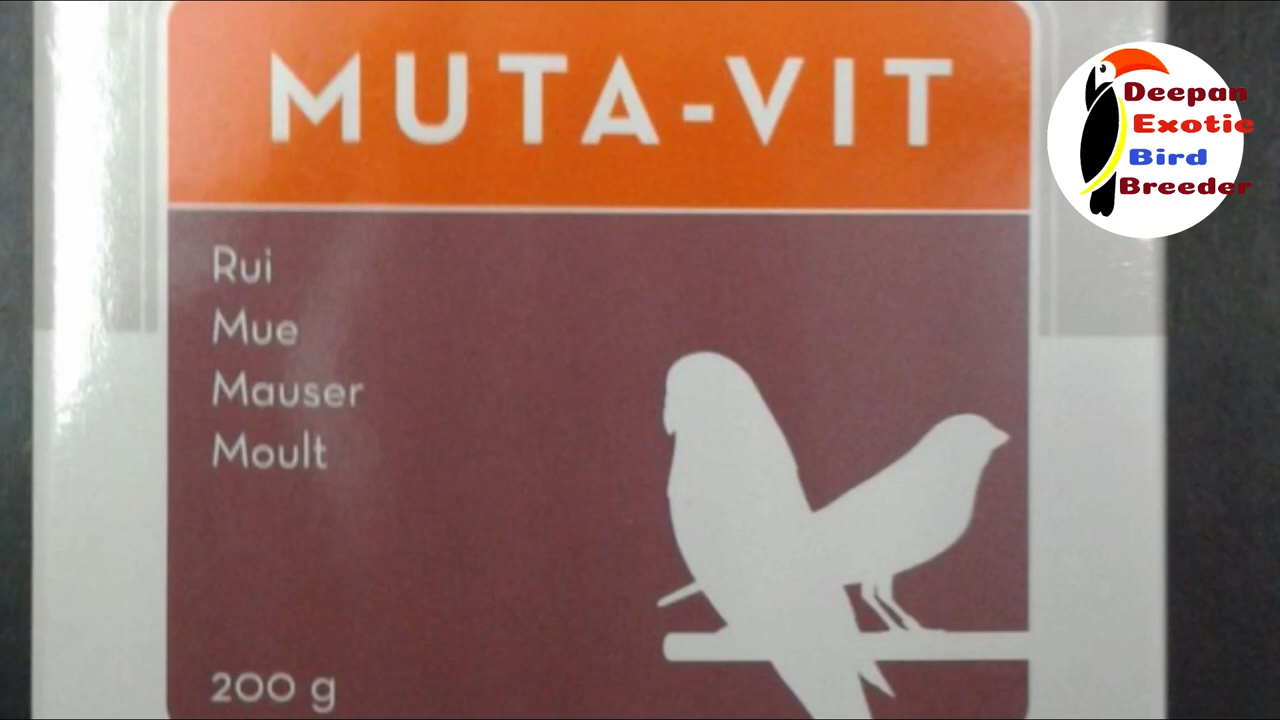 MUTA-VIT
Deepan
Exotic
Bird
Breeder
Rui
Mue
Mauser
Moult
200 g